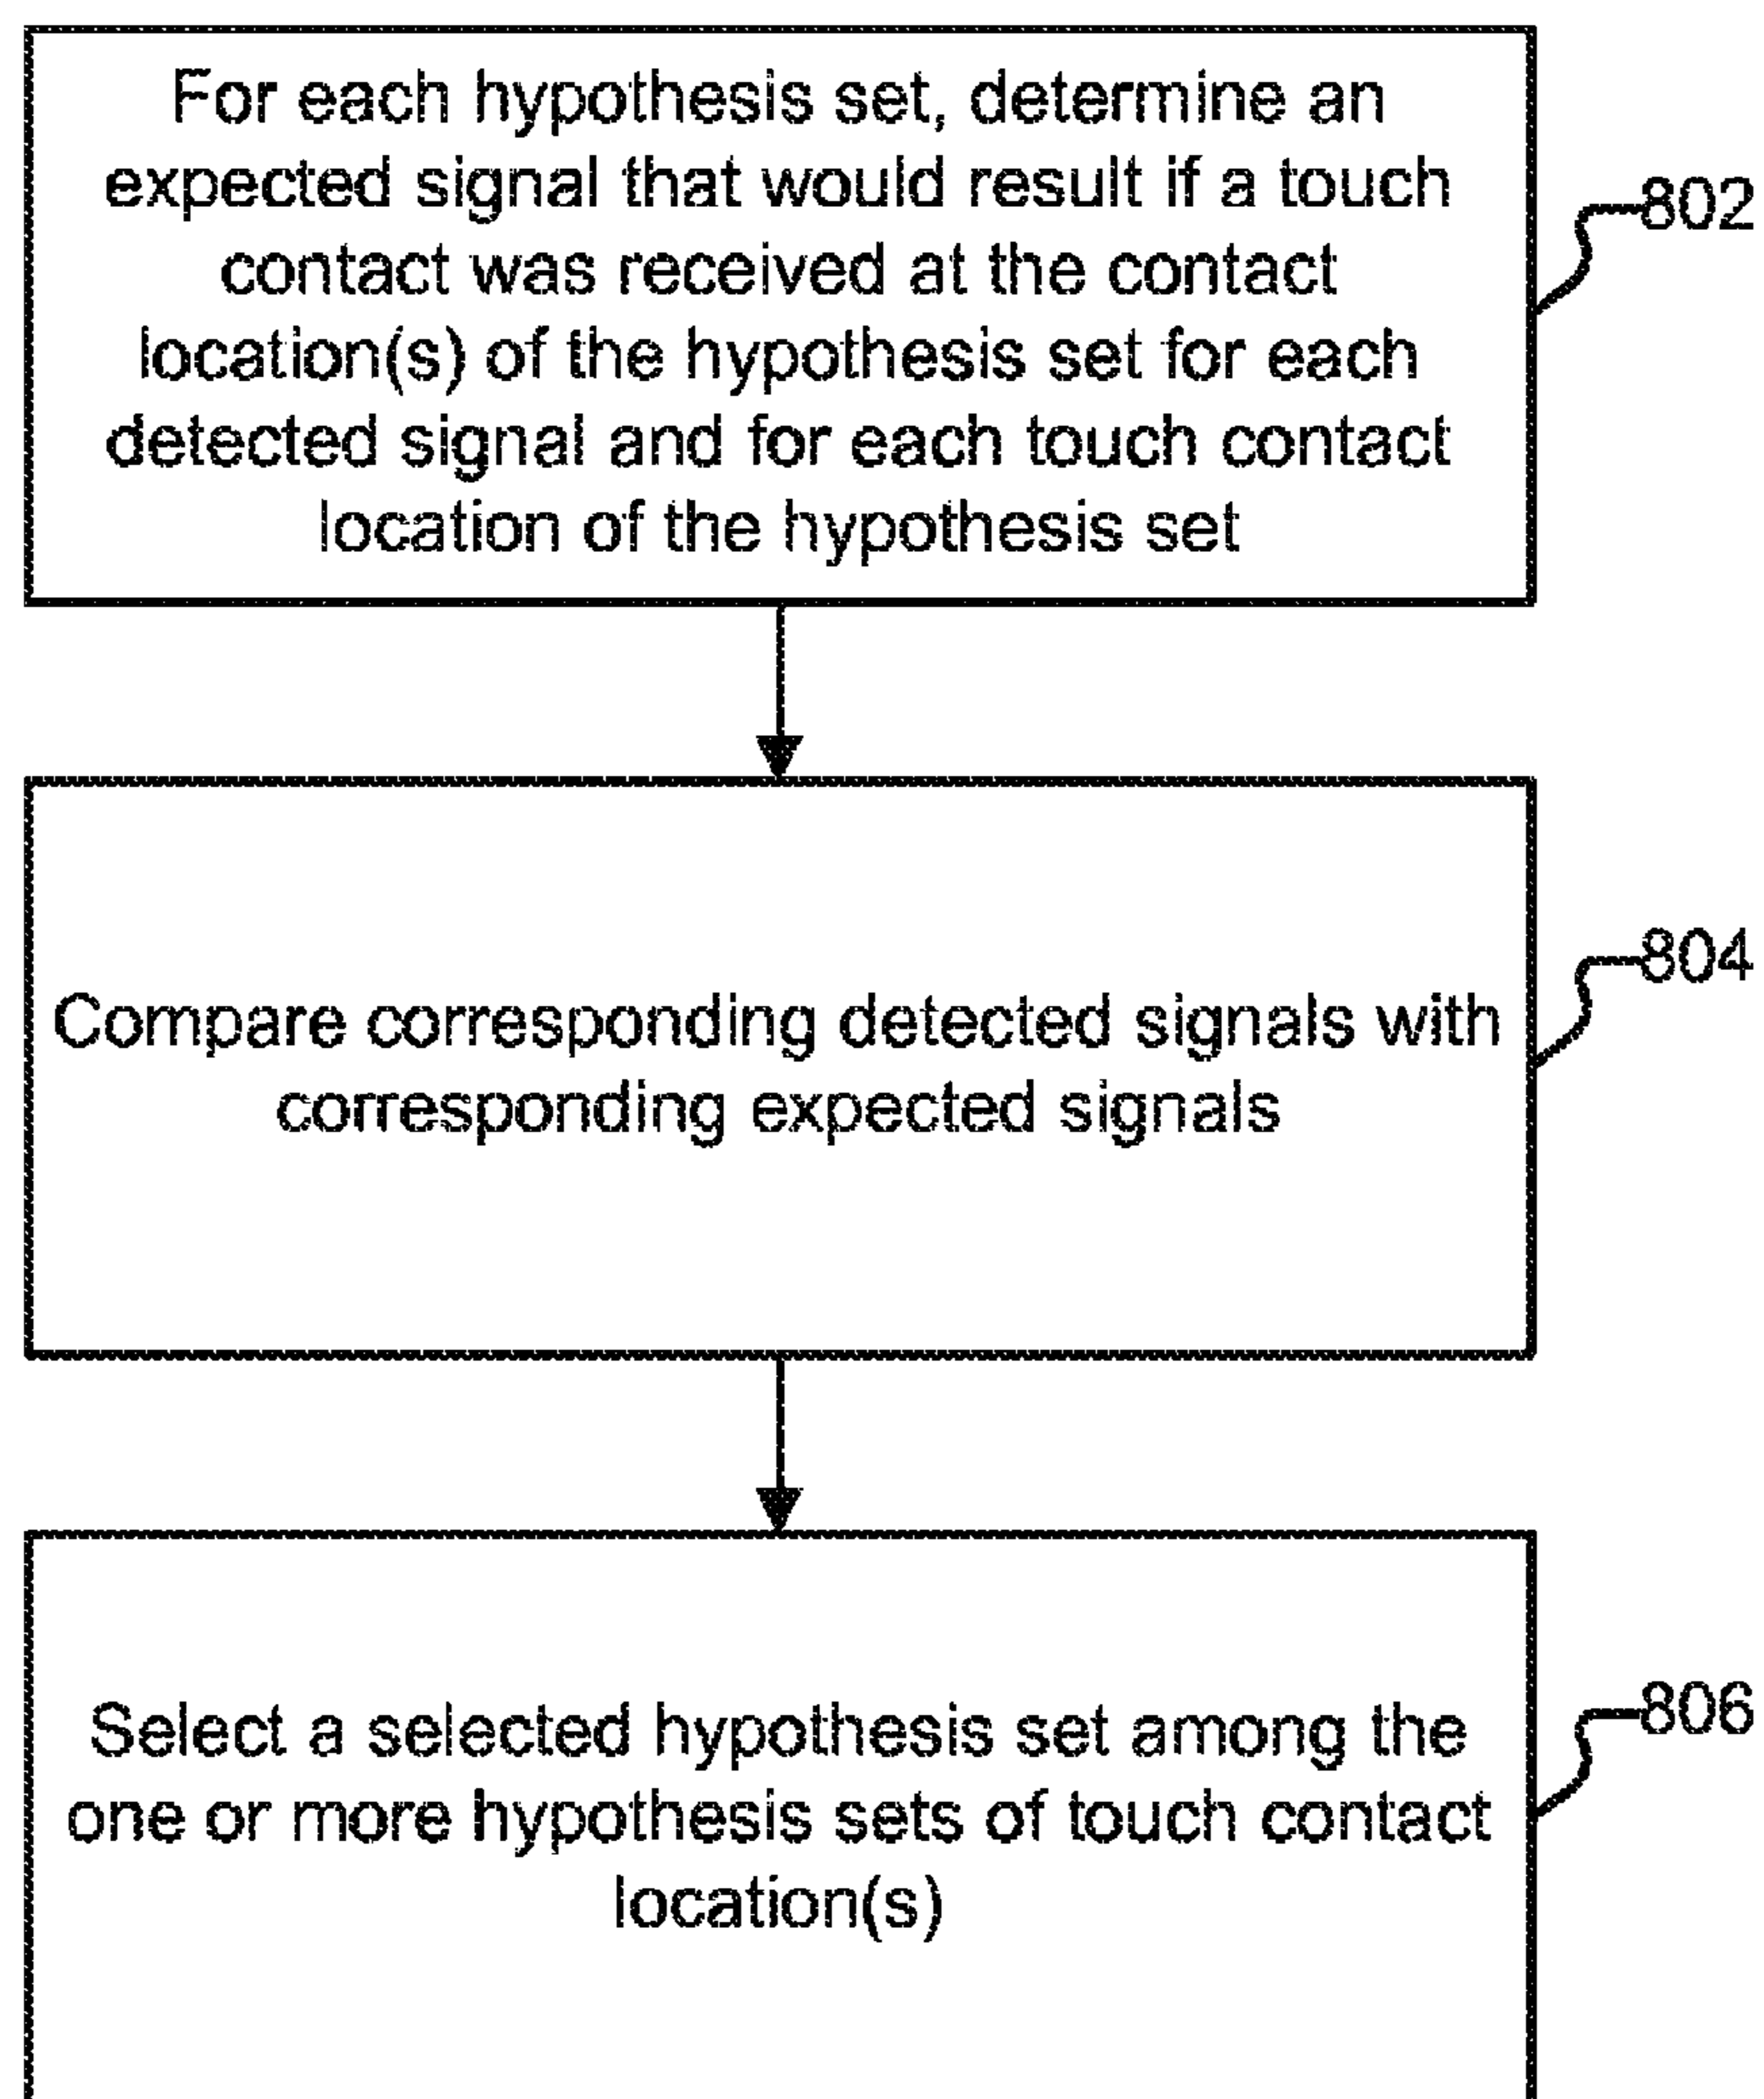 For each hypothesis set, determine an
expected signal that would result if a touch
contact was received at the contact
location(s) of the hypothesis set for each
detected signal and for each touch contact
location of the hypothesis set
802
Compare corresponding detected signals with
corresponding expected signals
804
Select a selected hypothesis set among the
one or more hypothesis sets of touch contact
location(s)
806